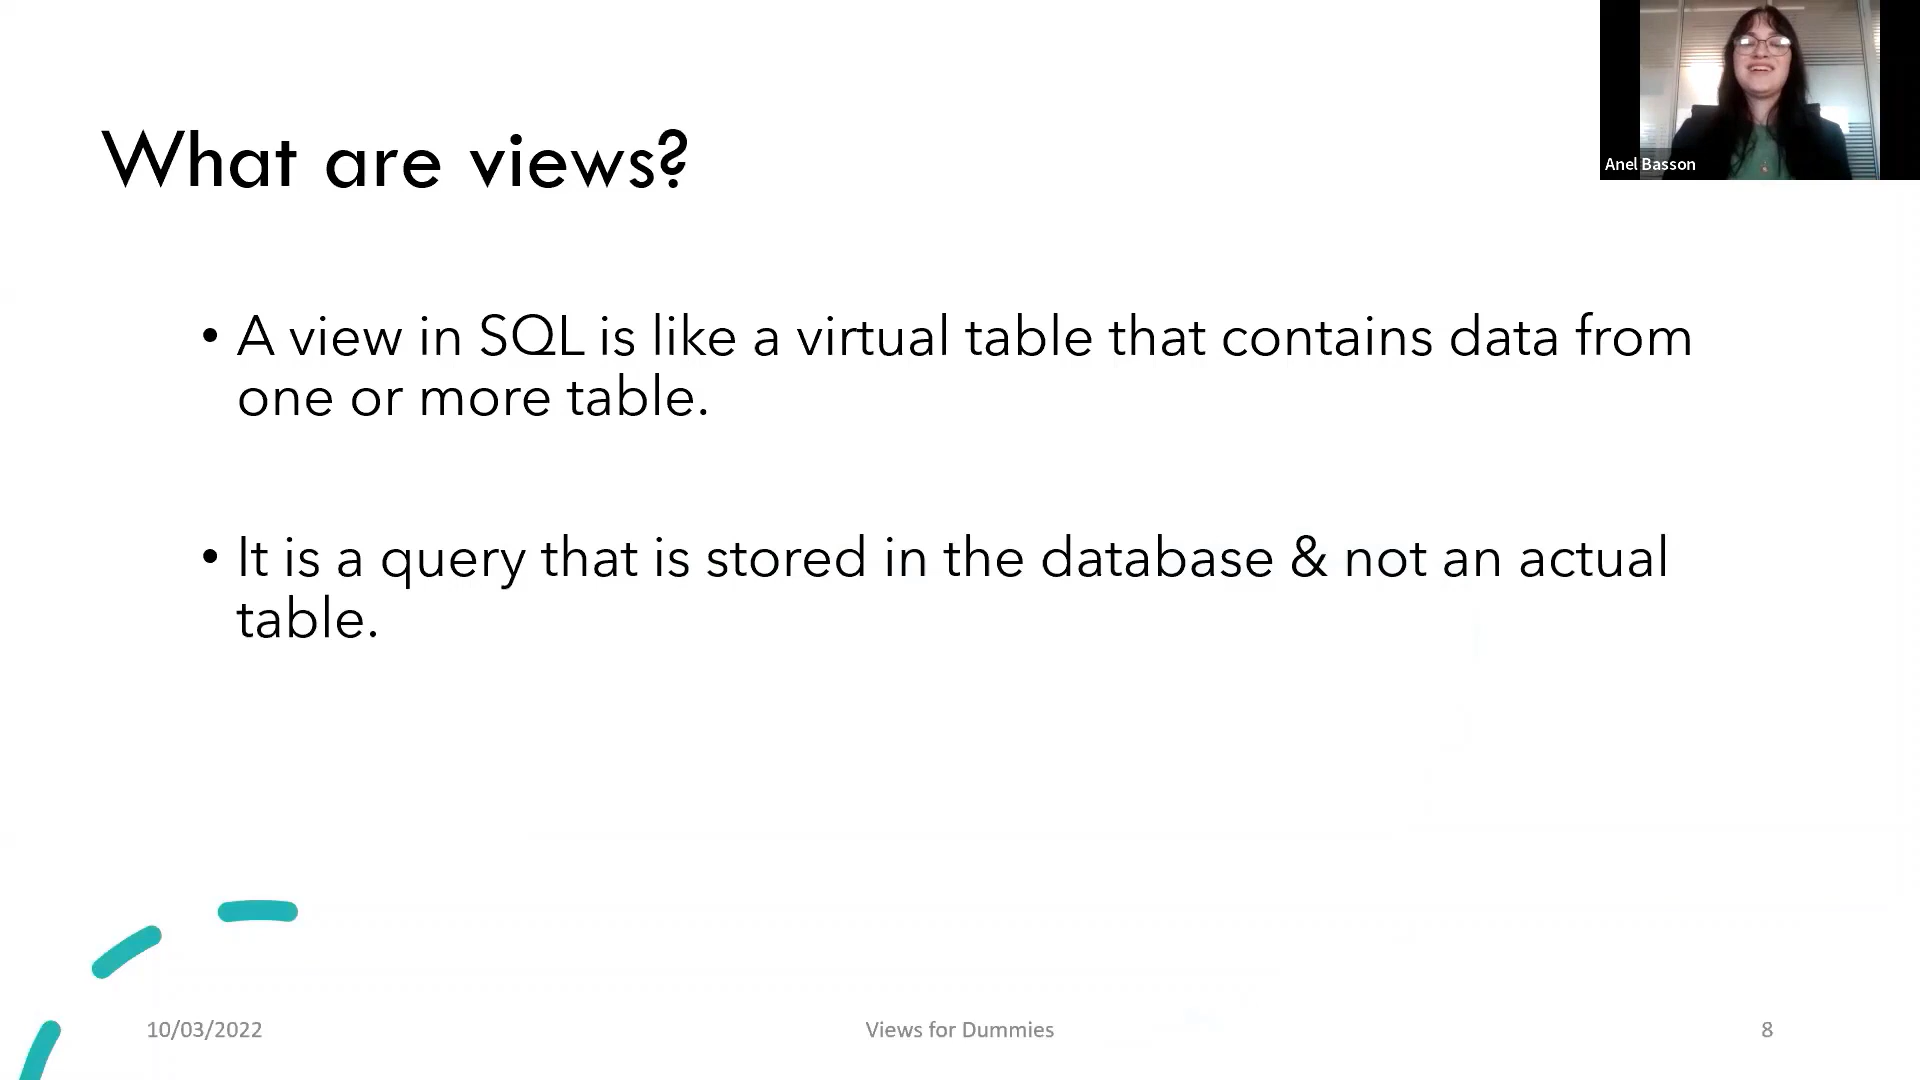 Anel Basson
What are views?
• A view in SQL is like a virtual table that contains data from
one or more table.
• It is a query that is stored in the database & not an actual
table.
10/03/2022
Views for Dummies
8